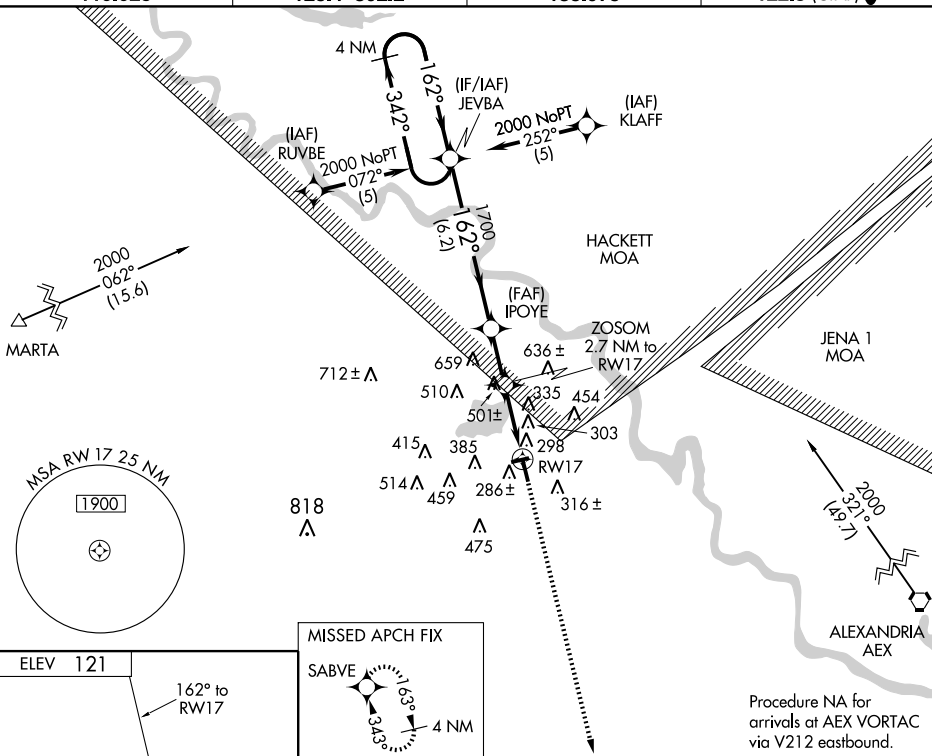 4 NM
162°
342°
(IF/IAF)
JEVBA
2000 NoPT
252°
(5)
(IAF)
KLAFF
(IAF)
RUVBE
2000 NoPT
072°
(5)
1700
162°
(6.2)
HACKETT
MOA
2000
062°
(15.6)
MARTA
(FAF)
IPOYE
ZOSOM
2.7 NM to
RW17
JENA 1
MOA
659
636±
712±
510
501±
335
454
303
298
415
385
RW17
514
459
286±
316±
818
475
MSA RW 17 25 NM
1900
2000
321°
(49.7)
ALEXANDRIA
AEX
ELEV 121
162° to
RW17
MISSED APCH FIX
SABVE
163°
343°
4 NM
Procedure NA for
arrivals at AEX VORTAC
via V212 eastbound.